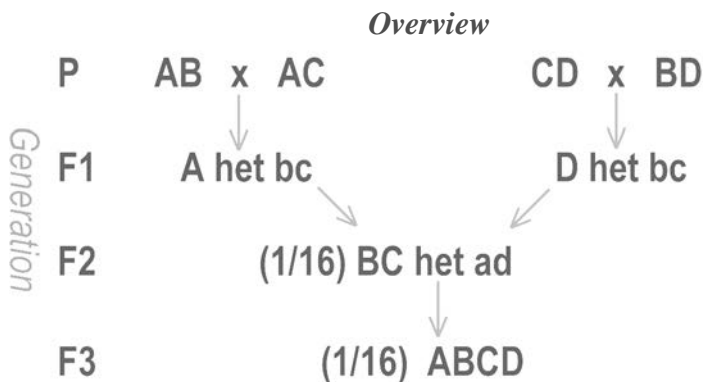 Overview
P AB x AC CD x BD
Generation
F1 A het bc D het bc
F2 (1/16) BC het ad
F3 (1/16) ABCD